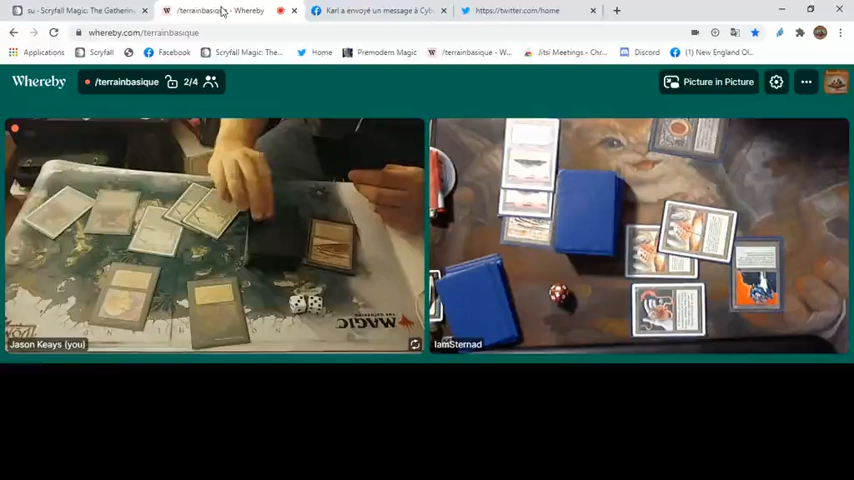 su - Scryfall Magic: The Gatherin
/terrainbasique - Whereby
Karl a envoyé un message à Cyb
https://twitter.com/home
whereby.com/terrainbasique
Applications
Scryfall
Facebook
Scryfall Magic: The...
Home
Premodern Magic
/terrainbasique - W...
Jitsi Meetings - Chr...
Discord
(1) New England Ol...
Whereby
/terrainbasique
2/4
Picture in Picture
MAGIC
THE GATHERING
Jason Keays (you)
IamSternad